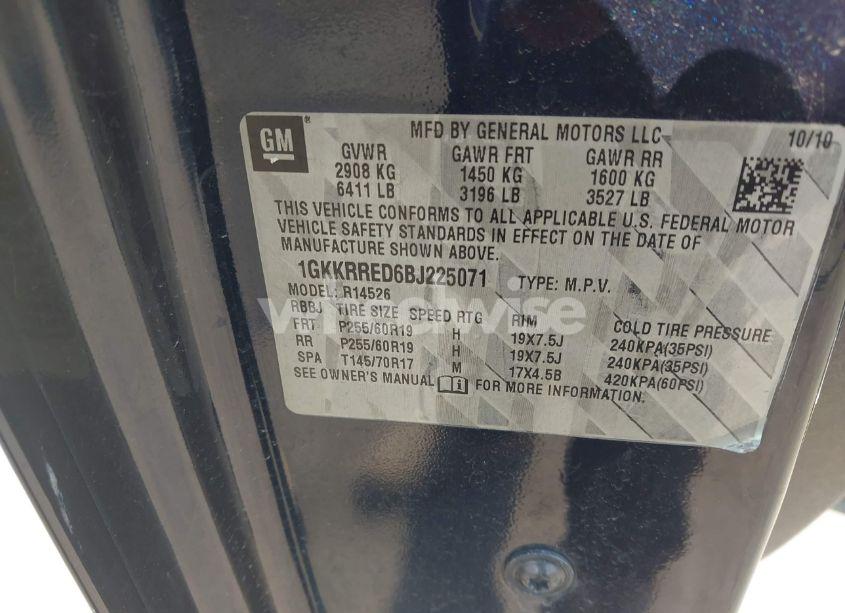 GM ® MFD BY GENERAL MOTORS LLC 10/10
GVWR GAWR FRT GAWR RR
2908 KG 1450 KG 1600 KG
6411 LB 3196 LB 3527 LB
THIS VEHICLE CONFORMS TO ALL APPLICABLE U.S. FEDERAL MOTOR
VEHICLE SAFETY STANDARDS IN EFFECT ON THE DATE OF
MANUFACTURE SHOWN ABOVE.
1GKKRRED6BJ225071 TYPE: M.P.V.
MODEL: R14526
RBBJ TIRE SIZE SPEED RTG RIM COLD TIRE PRESSURE
FRT P255/60R19 H 19X7.5J 240KPA(35PSI)
RR P255/60R19 H 19X7.5J 240KPA(35PSI)
SPA T145/70R17 M 17X4.5B 420KPA(60PSI)
SEE OWNER'S MANUAL FOR MORE INFORMATION.